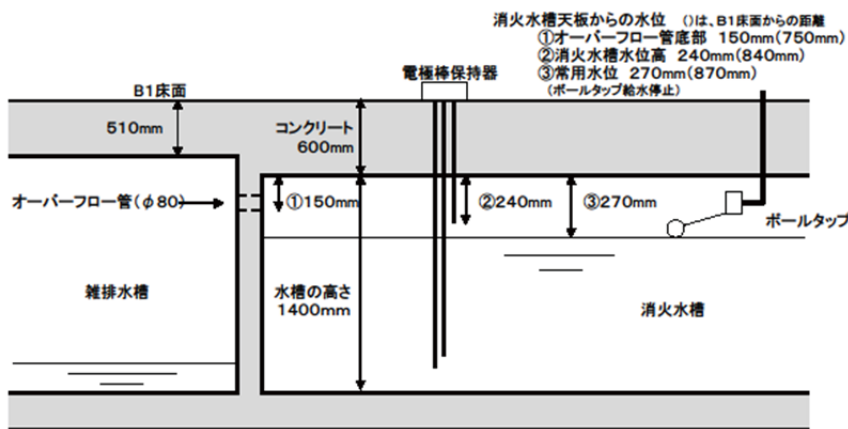 消火水槽天板からの水位 ()は、B1床面からの距離
①オーバーフロー管底部 150mm(750mm)
②消火水槽水位高 240mm(840mm)
③常用水位 270mm(870mm)
(ボールタップ給水停止)
電極棒保持器
B1床面
510mm
コンクリート
600mm
オーバーフロー管(φ80)
①150mm
②240mm
③270mm
ボールタップ
雑排水槽
水槽の高さ
1400mm
消火水槽